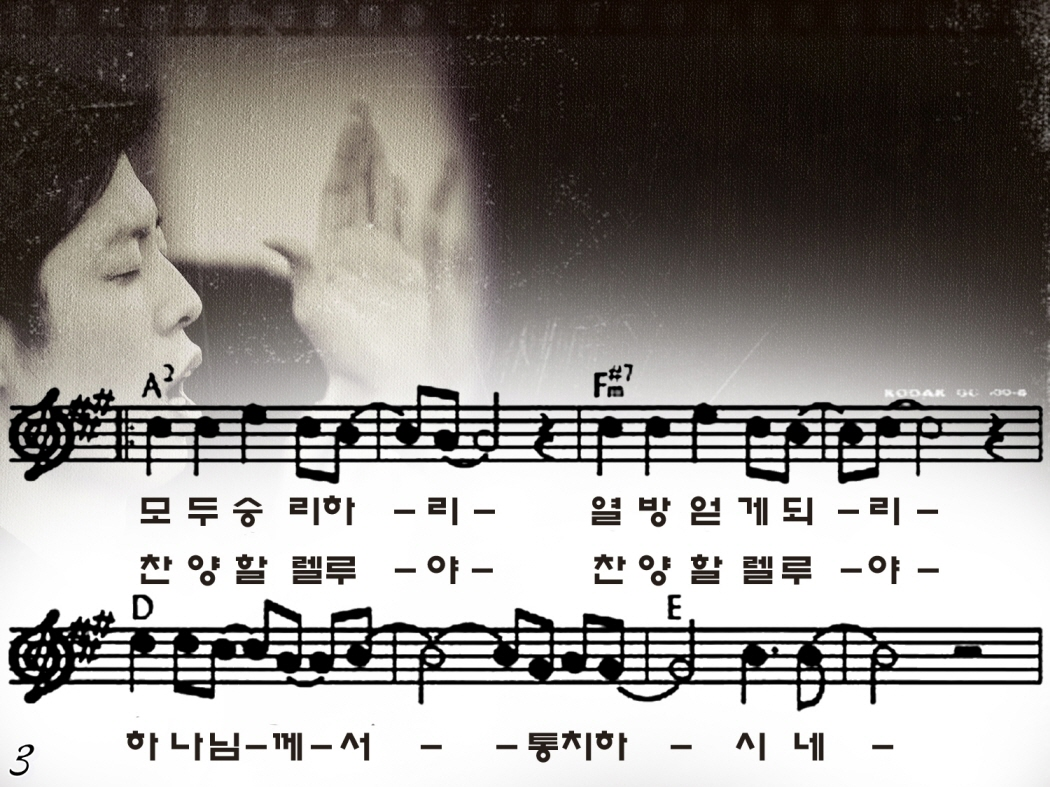 A2 F#m7
KODAK
모두승 리하 –리– 열방얻게되–리–
찬양할 렐루 –야– 찬양할 렐루–야–
D E
하나님–께–서 – –통치하 – 시 네 –
3